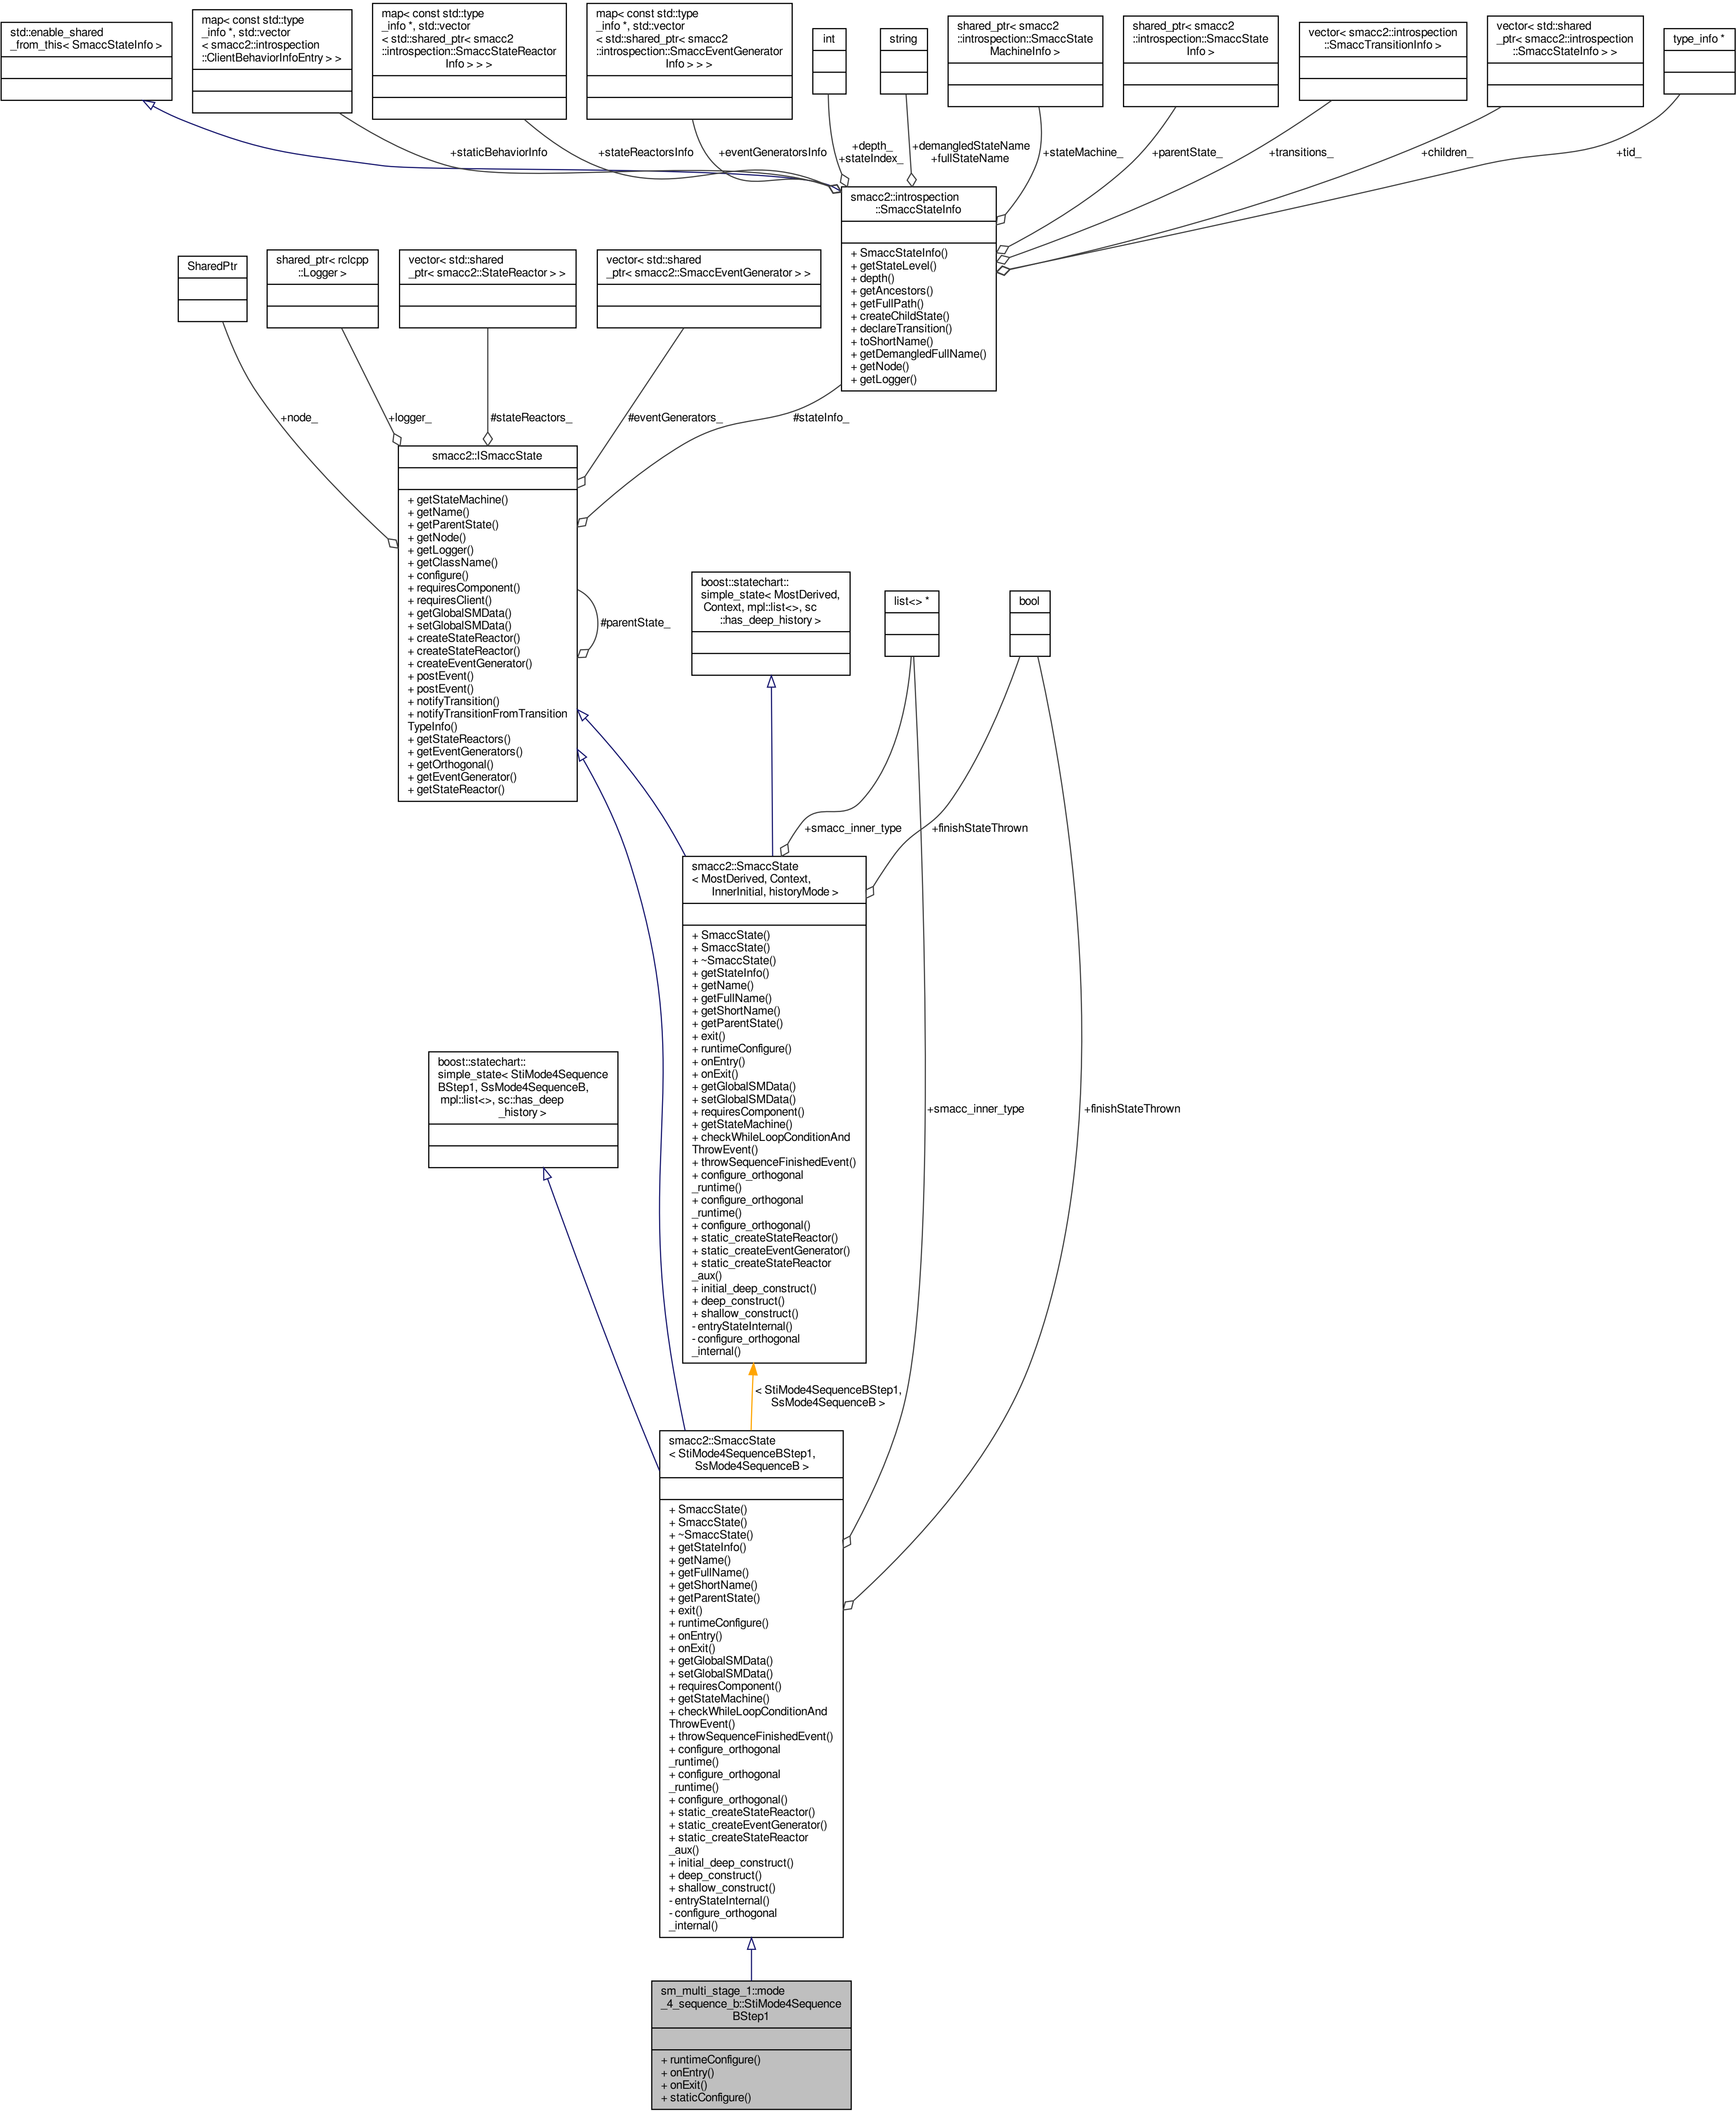 std::enable_shared
_from_this< SmaccStateInfo >
map< const std::type
_info *, std::vector
< smacc2::introspection
::ClientBehaviorInfoEntry > >
map< const std::type
_info *, std::vector
< std::shared_ptr< smacc2
::introspection::SmaccStateReactor
Info > > >
map< const std::type
_info *, std::vector
< std::shared_ptr< smacc2
::introspection::SmaccEventGenerator
Info > > >
int
string
shared_ptr< smacc2
::introspection::SmaccState
MachineInfo >
shared_ptr< smacc2
::introspection::SmaccState
Info >
vector< smacc2::introspection
::SmaccTransitionInfo >
vector< std::shared
_ptr< smacc2::introspection
::SmaccStateInfo > >
type_info *
+staticBehaviorInfo
+stateReactorsInfo
+eventGeneratorsInfo
+depth_
+stateIndex_
+demangledStateName
+fullStateName
+stateMachine_
+parentState_
+transitions_
+children_
+tid_
smacc2::introspection
::SmaccStateInfo
+ SmaccStateInfo()
+ getStateLevel()
+ depth()
+ getAncestors()
+ getFullPath()
+ createChildState()
+ declareTransition()
+ toShortName()
+ getDemangledFullName()
+ getNode()
+ getLogger()
SharedPtr
shared_ptr< rclcpp
::Logger >
vector< std::shared
_ptr< smacc2::StateReactor > >
vector< std::shared
_ptr< smacc2::SmaccEventGenerator > >
+node_
+logger_
#stateReactors_
#eventGenerators_
#stateInfo_
smacc2::ISmaccState
+ getStateMachine()
+ getName()
+ getParentState()
+ getNode()
+ getLogger()
+ getClassName()
+ configure()
+ requiresComponent()
+ requiresClient()
+ getGlobalSMData()
+ setGlobalSMData()
+ createStateReactor()
+ createStateReactor()
+ createEventGenerator()
+ postEvent()
+ postEvent()
+ notifyTransition()
+ notifyTransitionFromTransition
TypeInfo()
+ getStateReactors()
+ getEventGenerators()
+ getOrthogonal()
+ getEventGenerator()
+ getStateReactor()
#parentState_
boost::statechart::
simple_state< MostDerived,
Context, mpl::list<>, sc
::has_deep_history >
list<> *
bool
+smacc_inner_type
+finishStateThrown
smacc2::SmaccState
< MostDerived, Context,
InnerInitial, historyMode >
+ SmaccState()
+ SmaccState()
+ ~SmaccState()
+ getStateInfo()
+ getName()
+ getFullName()
+ getShortName()
+ getParentState()
+ exit()
+ runtimeConfigure()
+ onEntry()
+ onExit()
+ getGlobalSMData()
+ setGlobalSMData()
+ requiresComponent()
+ getStateMachine()
+ checkWhileLoopConditionAnd
ThrowEvent()
+ throwSequenceFinishedEvent()
+ configure_orthogonal
_runtime()
+ configure_orthogonal
_runtime()
+ configure_orthogonal()
+ static_createStateReactor()
+ static_createEventGenerator()
+ static_createStateReactor
_aux()
+ initial_deep_construct()
+ deep_construct()
+ shallow_construct()
- entryStateInternal()
- configure_orthogonal
_internal()
boost::statechart::
simple_state< StiMode4Sequence
BStep1, SsMode4SequenceB,
mpl::list<>, sc::has_deep
_history >
+smacc_inner_type
+finishStateThrown
< StiMode4SequenceBStep1,
SsMode4SequenceB >
smacc2::SmaccState
< StiMode4SequenceBStep1,
SsMode4SequenceB >
+ SmaccState()
+ SmaccState()
+ ~SmaccState()
+ getStateInfo()
+ getName()
+ getFullName()
+ getShortName()
+ getParentState()
+ exit()
+ runtimeConfigure()
+ onEntry()
+ onExit()
+ getGlobalSMData()
+ setGlobalSMData()
+ requiresComponent()
+ getStateMachine()
+ checkWhileLoopConditionAnd
ThrowEvent()
+ throwSequenceFinishedEvent()
+ configure_orthogonal
_runtime()
+ configure_orthogonal
_runtime()
+ configure_orthogonal()
+ static_createStateReactor()
+ static_createEventGenerator()
+ static_createStateReactor
_aux()
+ initial_deep_construct()
+ deep_construct()
+ shallow_construct()
- entryStateInternal()
- configure_orthogonal
_internal()
sm_multi_stage_1::mode
_4_sequence_b::StiMode4Sequence
BStep1
+ runtimeConfigure()
+ onEntry()
+ onExit()
+ staticConfigure()